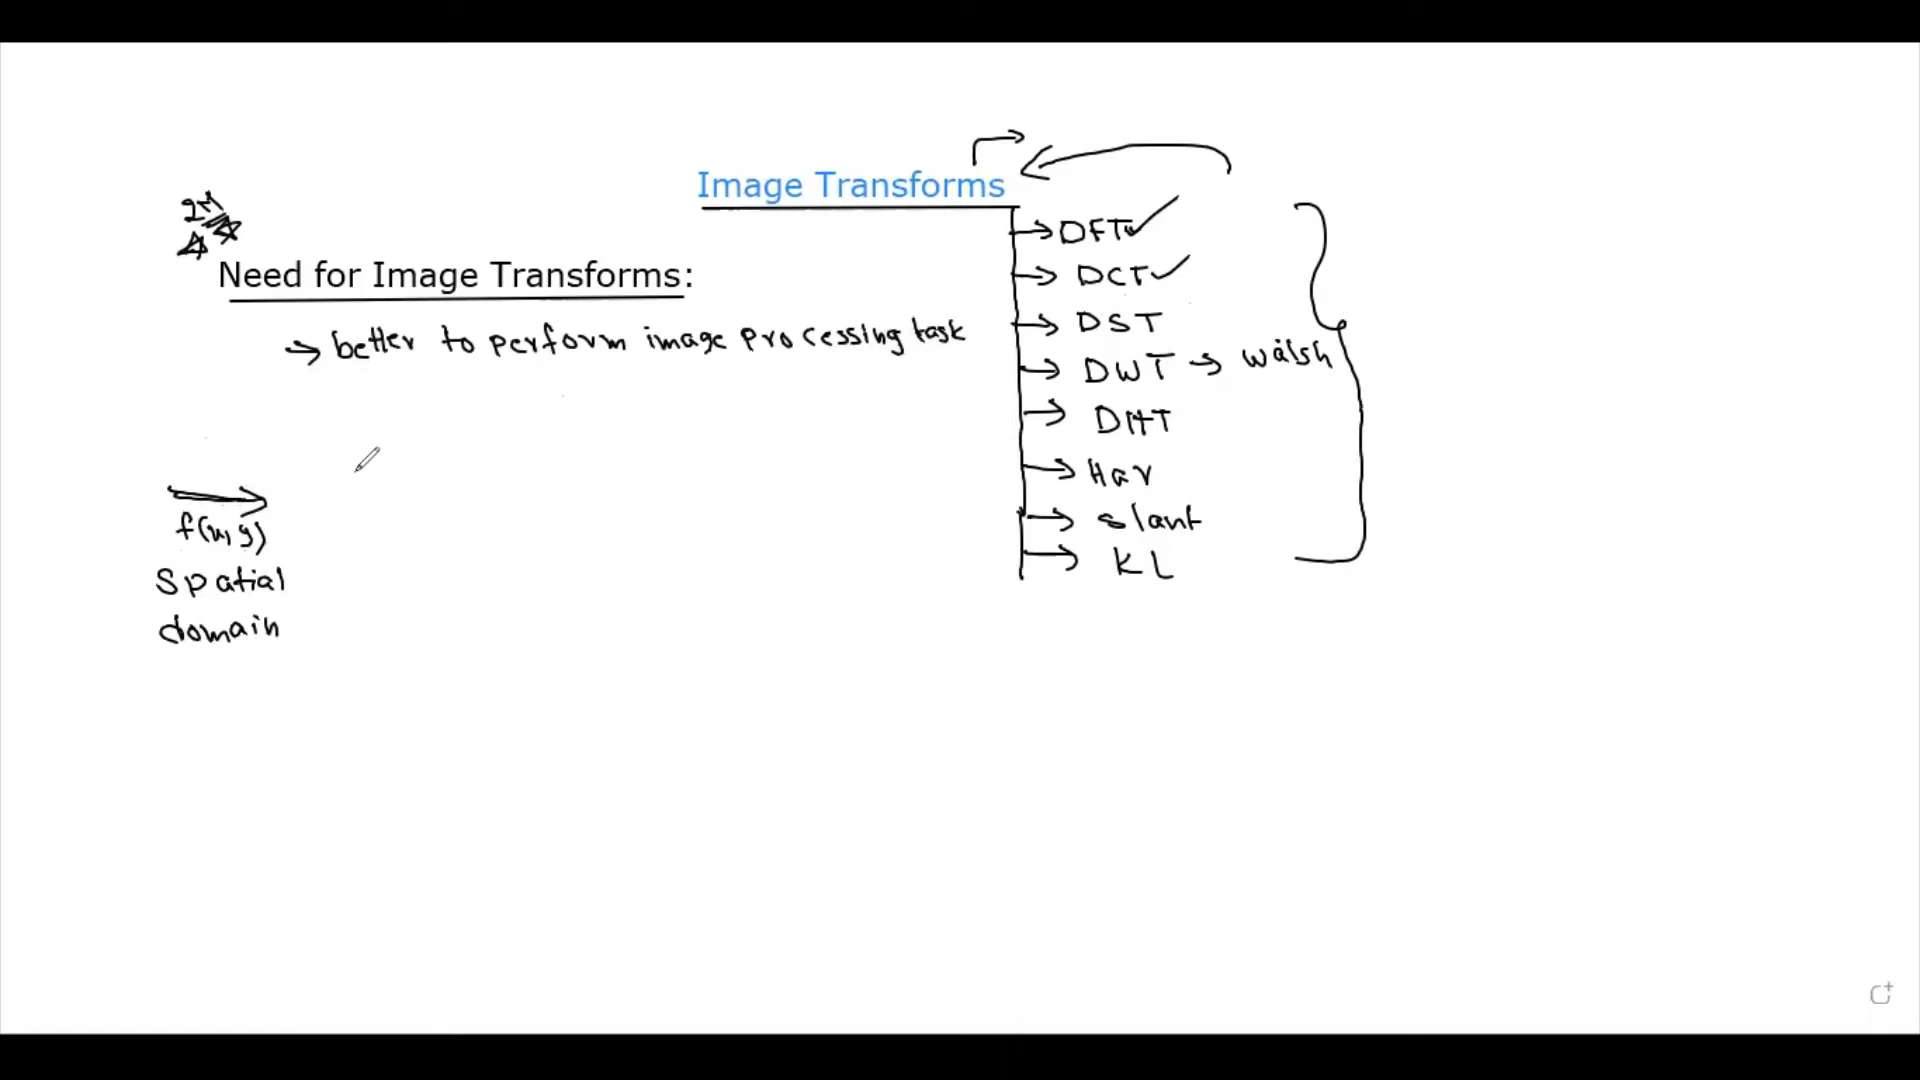 Image Transforms
2M
Need for Image Transforms:
→ better to perform image processing task
→ DFT ✓
→ DCT ✓
→ DST
→ DWT → walsh
→ DHT
→ Har
→ slant
→ KL
f(x,y)
spatial
domain